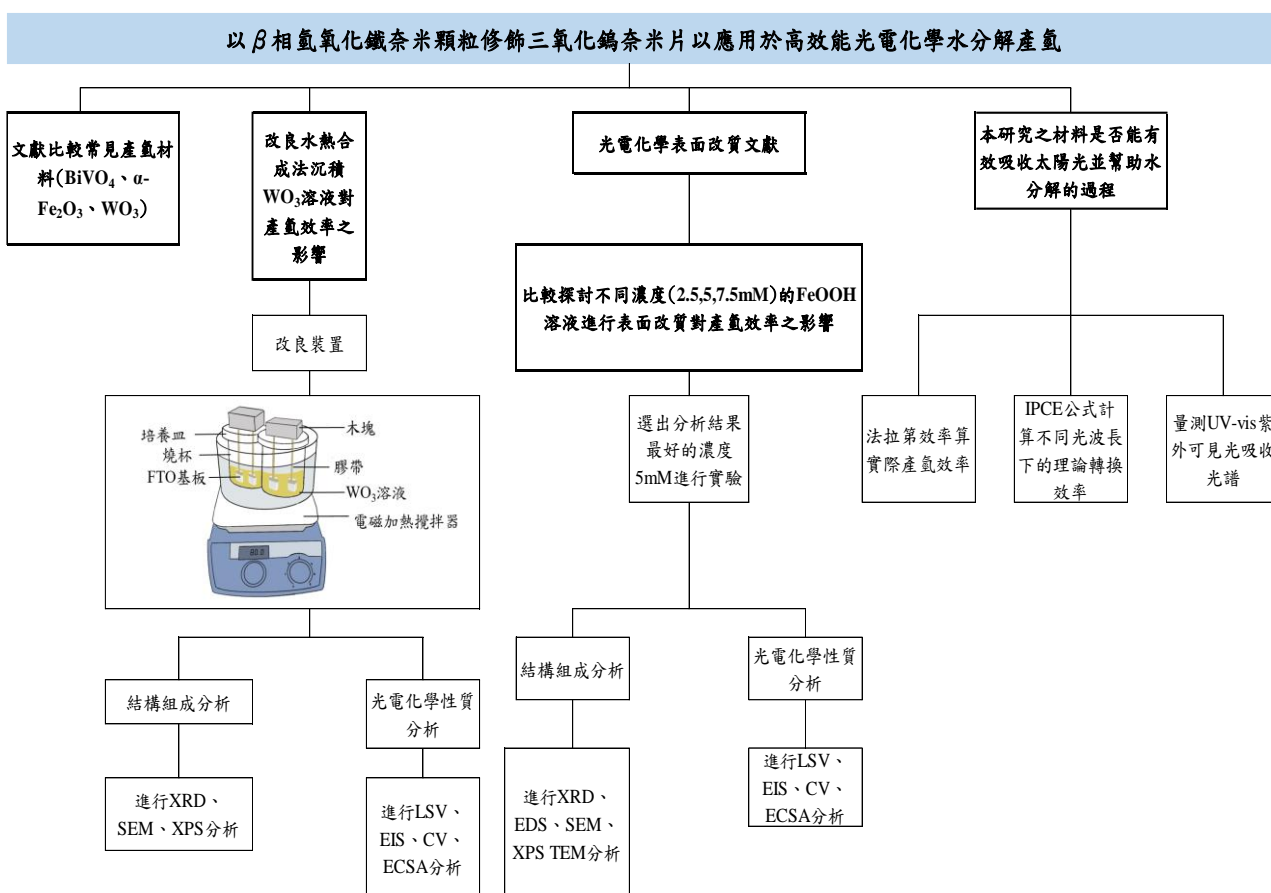 以β相氫氧化鐵奈米顆粒修飾三氧化鎢奈米片以應用於高效能光電化學水分解產氫
文獻比較常見產氫材
料(BiVO₄、α-
Fe₂O₃、WO₃)
改良水熱合
成法沉積
WO₃溶液對
產氫效率之
影響
光電化學表面改質文獻
本研究之材料是否能有
效吸收太陽光並幫助水
分解的過程
比較探討不同濃度(2.5,5,7.5mM)的FeOOH
溶液進行表面改質對產氫效率之影響
改良裝置
培養皿
燒杯
FTO基板
木塊
膠帶
WO₃溶液
電磁加熱攪拌器
80.0
選出分析結果
最好的濃度
5mM進行實驗
法拉第效率算
實際產氫效率
IPCE公式計
算不同光波長
下的理論轉換
效率
量測UV-vis紫
外可見光吸收
光譜
結構組成分析
光電化學性質
分析
結構組成分析
光電化學性質
分析
進行XRD、
SEM、XPS分析
進行LSV、
EIS、CV、
ECSA分析
進行XRD、
EDS、SEM、
XPS TEM分析
進行LSV、
EIS、CV、
ECSA分析